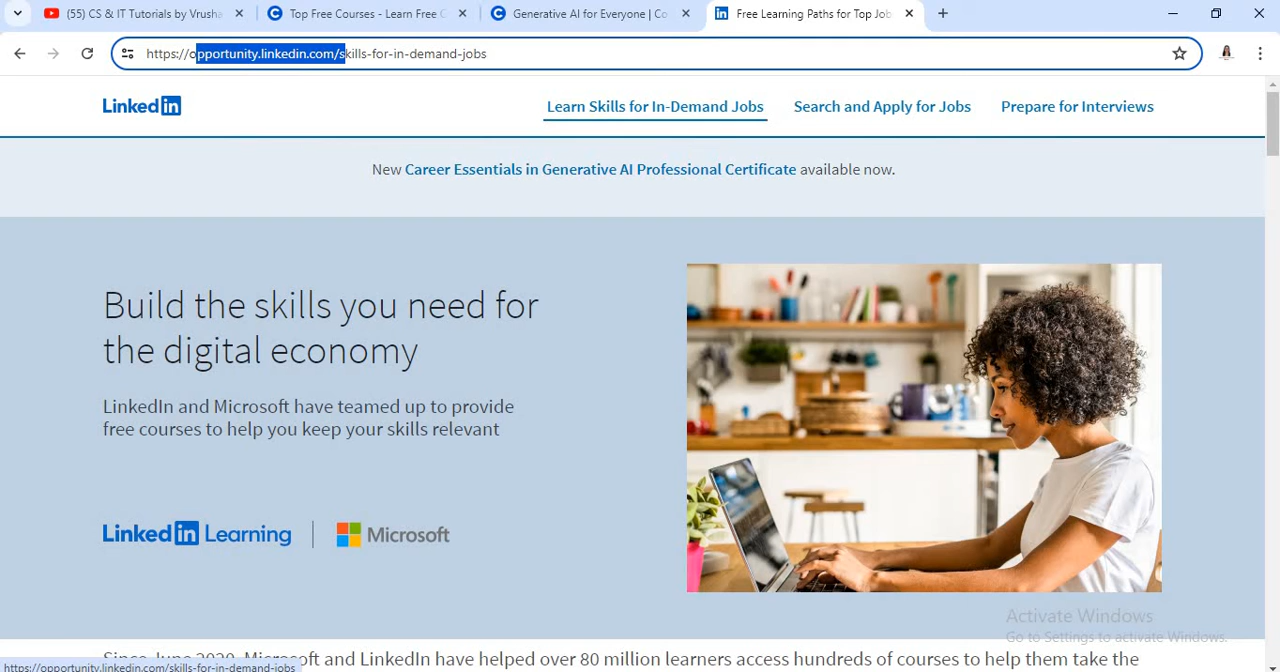 (55) CS & IT Tutorials by Vrusha
Top Free Courses - Learn Free C
Generative AI for Everyone | Co
Free Learning Paths for Top Job
https://opportunity.linkedin.com/skills-for-in-demand-jobs
Linkedin
Learn Skills for In-Demand Jobs
Search and Apply for Jobs
Prepare for Interviews
New Career Essentials in Generative AI Professional Certificate available now.
Build the skills you need for
the digital economy
LinkedIn and Microsoft have teamed up to provide
free courses to help you keep your skills relevant
Linkedin Learning
Microsoft
Activate Windows
Go to Settings to activate Windows.
Since June 2020, Microsoft and LinkedIn have helped over 80 million learners access hundreds of courses to help them take the
https://opportunity.linkedin.com/skills-for-in-demand-jobs